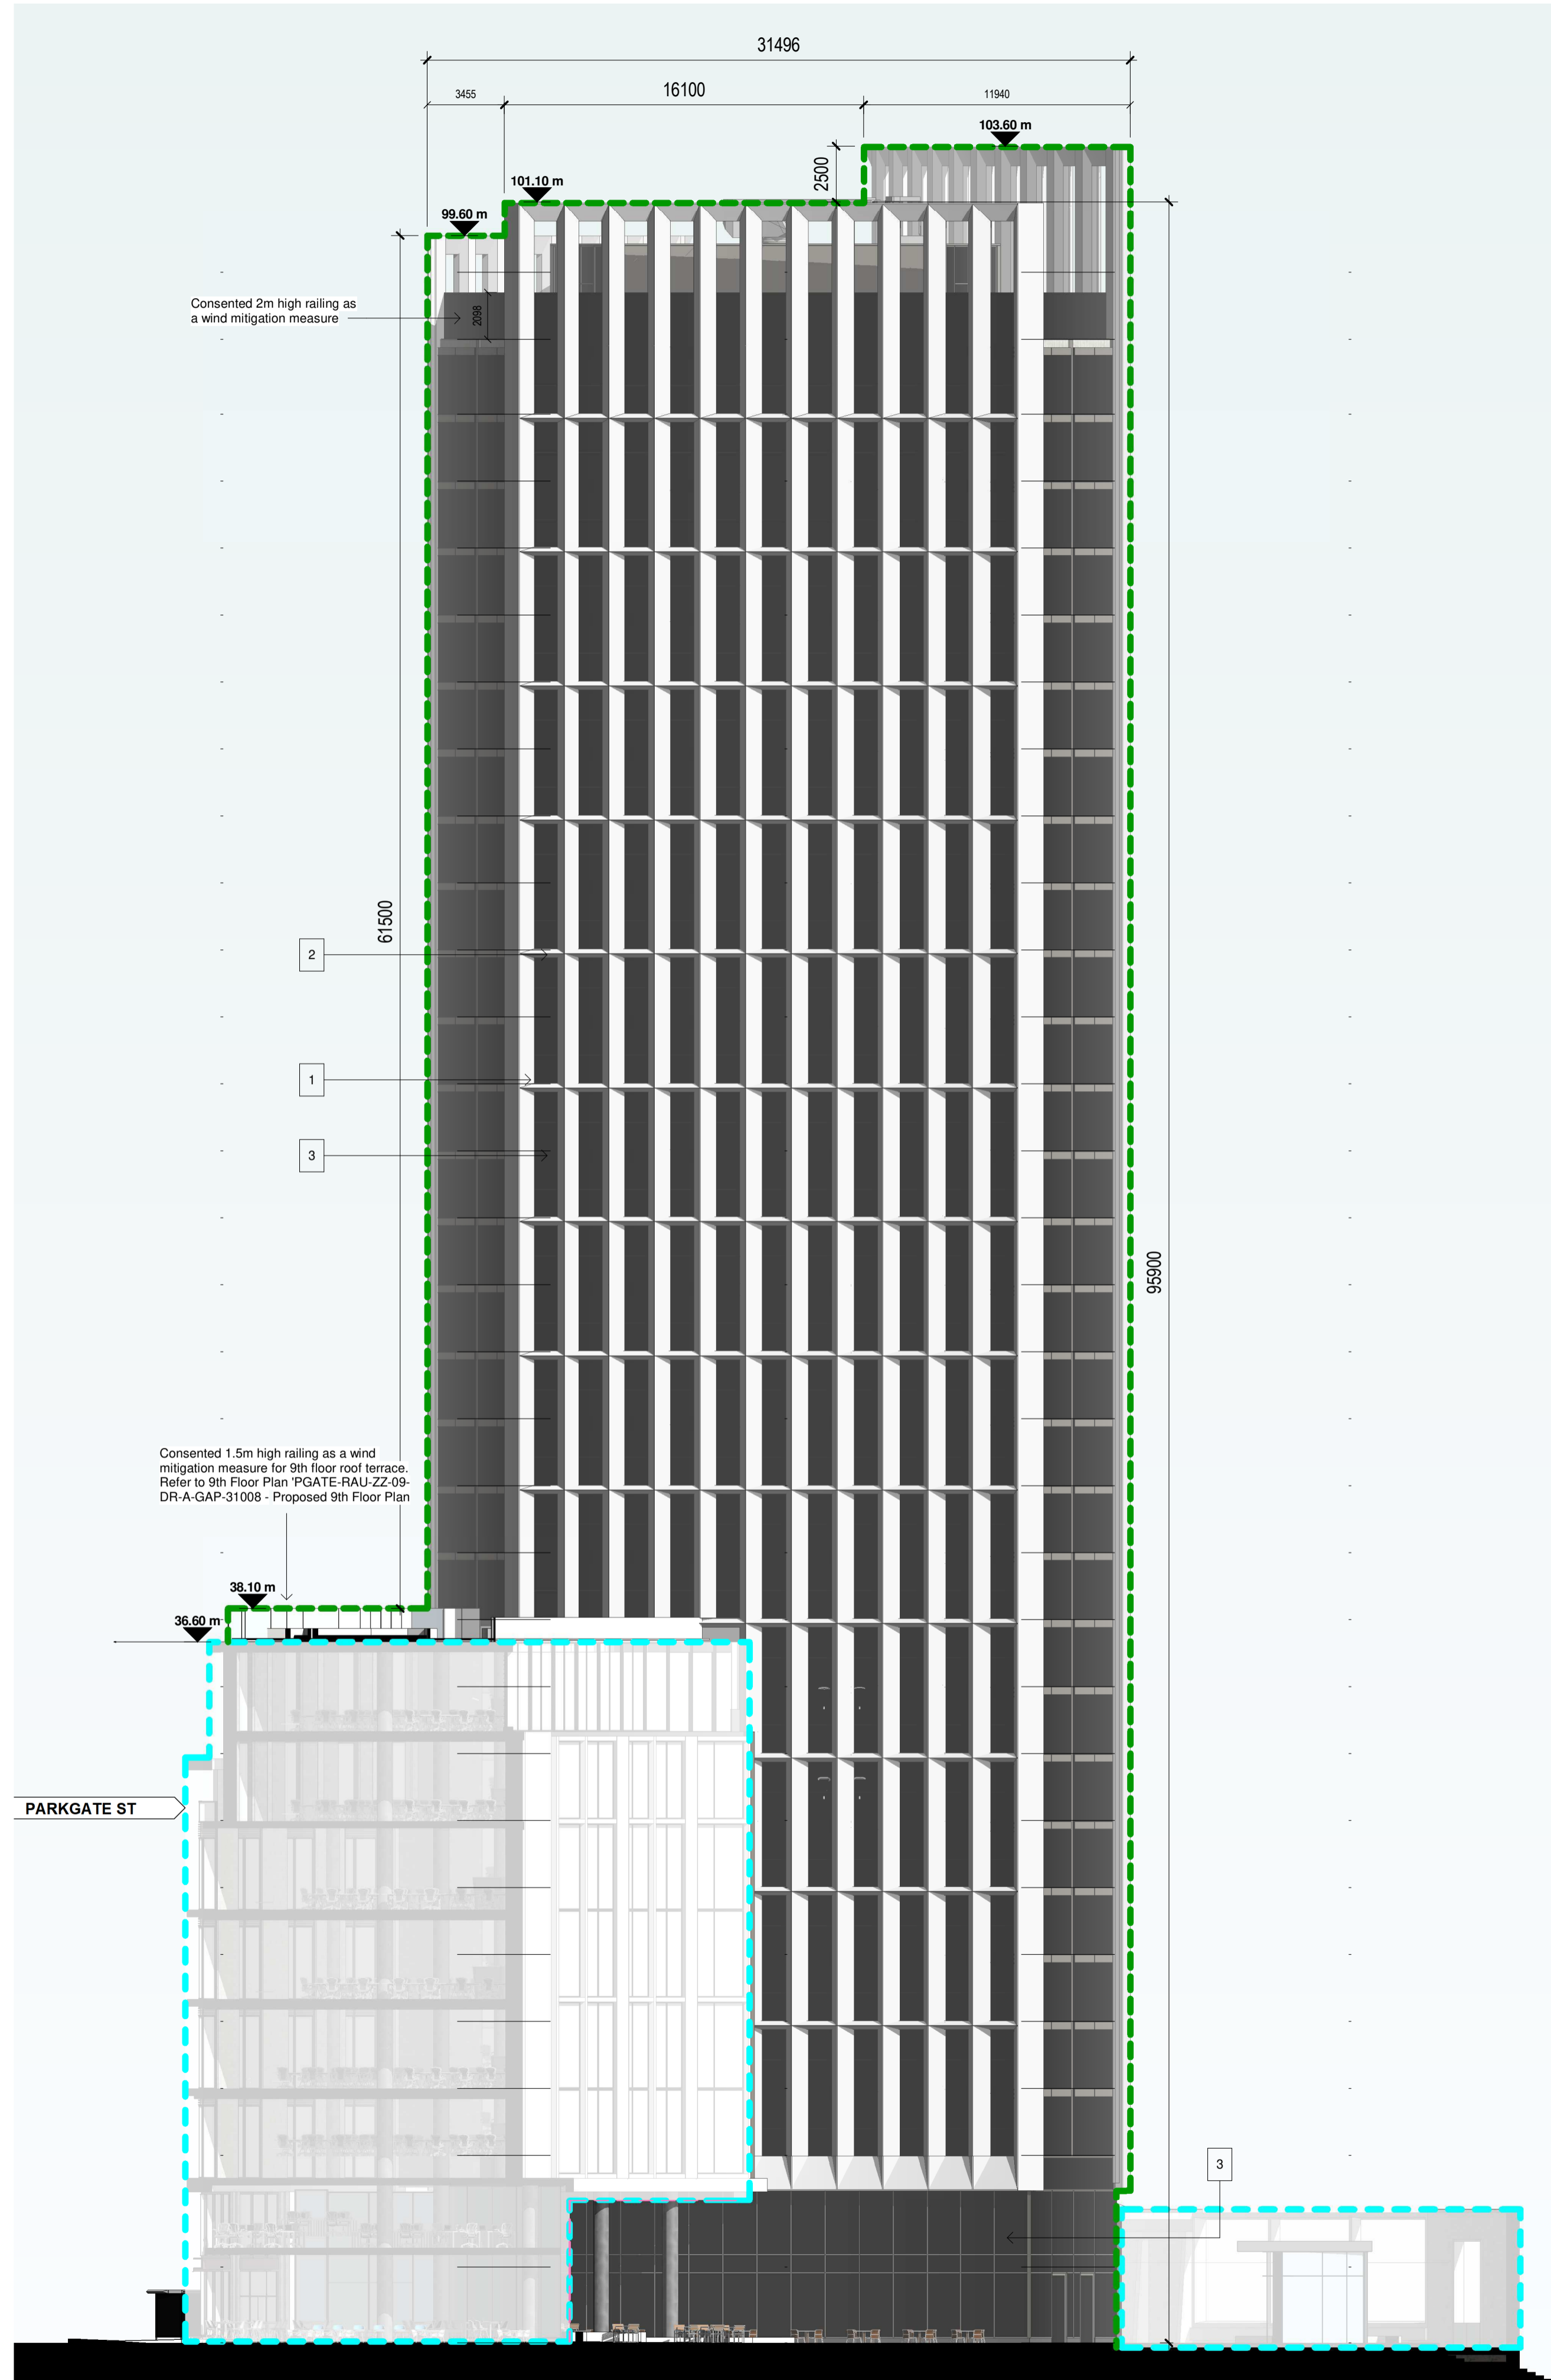 31496
3455
16100
11940
103.60 m
2500
101.10 m
99.60 m
Consented 2m high railing as
a wind mitigation measure
2098
61500
2
1
3
95900
Consented 1.5m high railing as a wind
mitigation measure for 9th floor roof terrace.
Refer to 9th Floor Plan 'PGATE-RAU-ZZ-09-
DR-A-GAP-31008 - Proposed 9th Floor Plan
38.10 m
36.60 m
PARKGATE ST
3